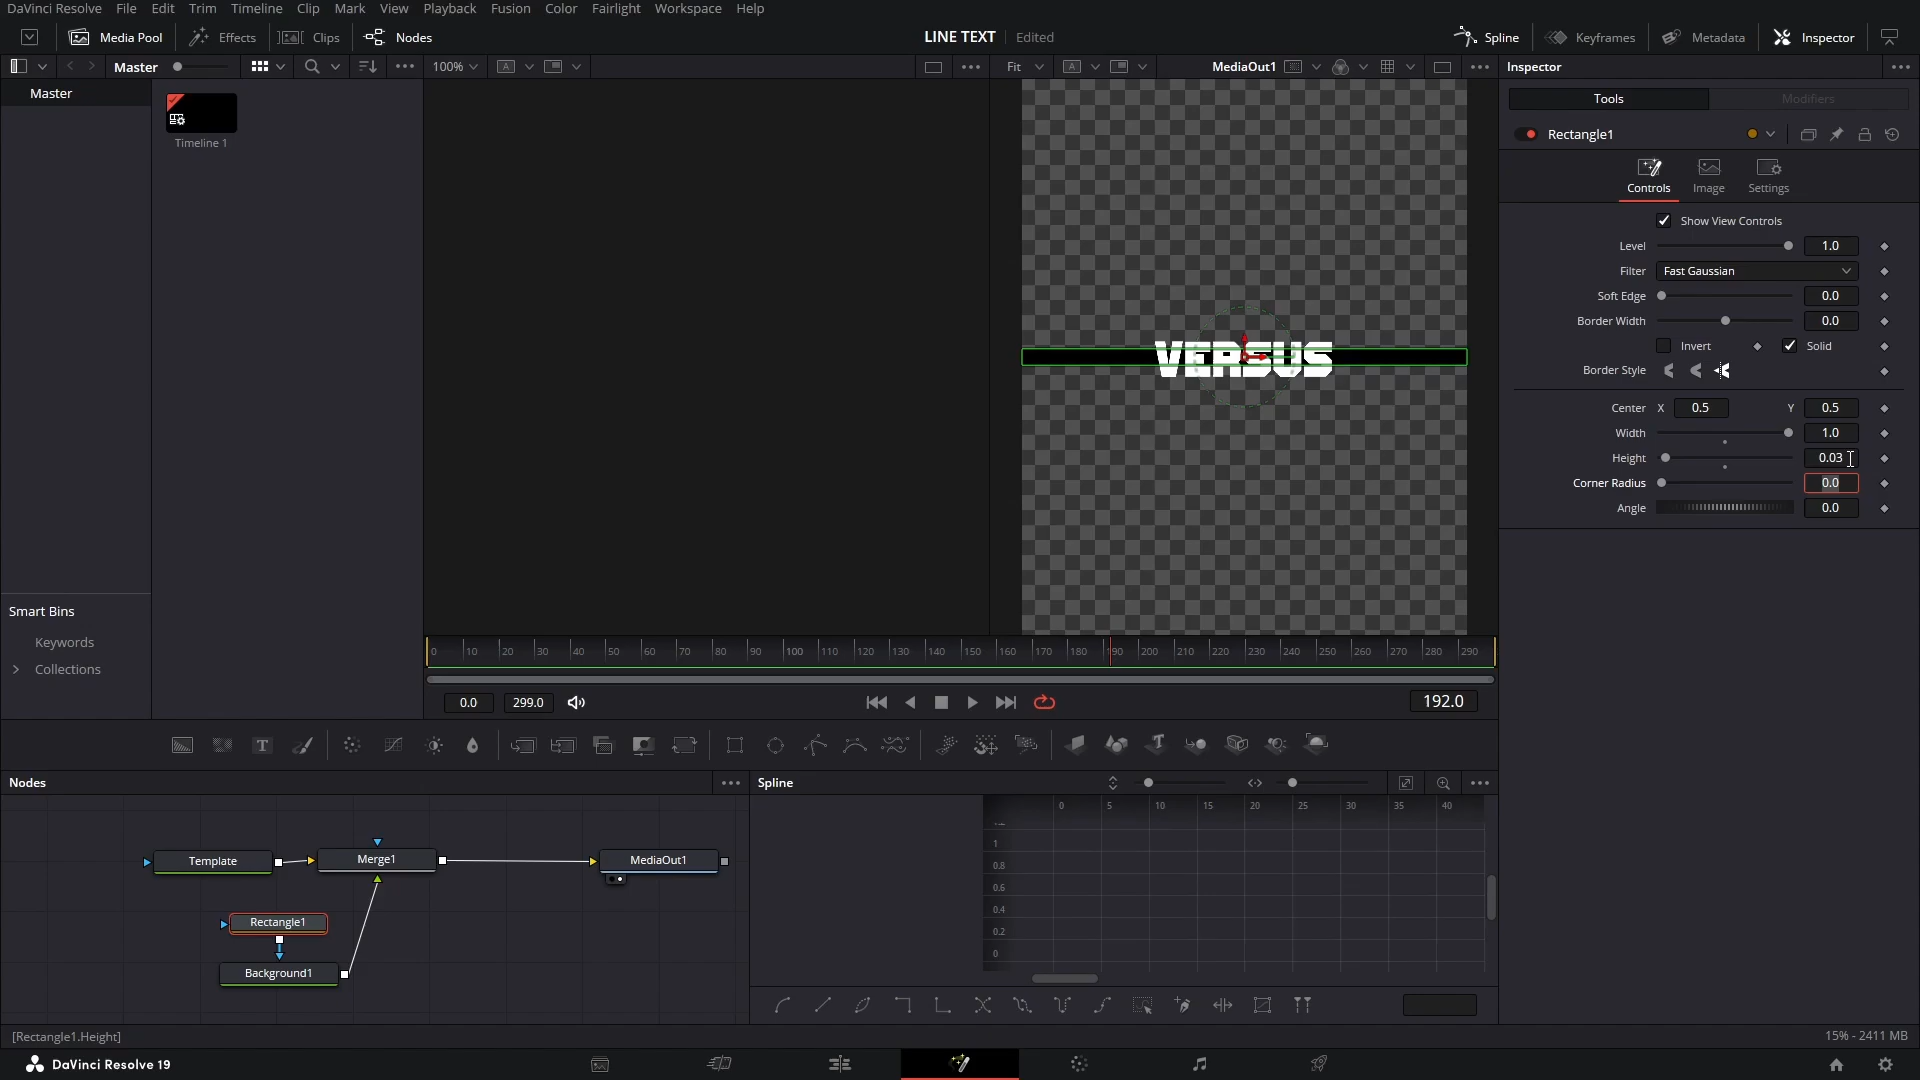 DaVinci Resolve File Edit Trim Timeline Clip Mark View Playback Fusion Color Fairlight Workspace Help
Media Pool Effects Clips Nodes LINE TEXT Edited Spline Keyframes Metadata Inspector
Master 100% A Fit A MediaOut1 Inspector
Master
Timeline 1
Tools Modifiers
Rectangle1
Controls Image Settings
Show View Controls
Level 1.0
Filter Fast Gaussian
Soft Edge 0.0
Border Width 0.0
Invert Solid
Border Style
Center X 0.5 Y 0.5
Width 1.0
Height 0.03
Corner Radius 0.0
Angle 0.0
VERSUS
Smart Bins
Keywords
Collections
0 10 20 30 40 50 60 70 80 90 100 110 120 130 140 150 160 170 180 190 200 210 220 230 240 250 260 270 280 290
0.0 299.0 192.0
T T
Nodes Spline
0 5 10 15 20 25 30 35 40
1
0.8
0.6
0.4
0.2
0
Template Merge1 MediaOut1
Rectangle1
Background1
[Rectangle1.Height] 15% - 2411 MB
DaVinci Resolve 19